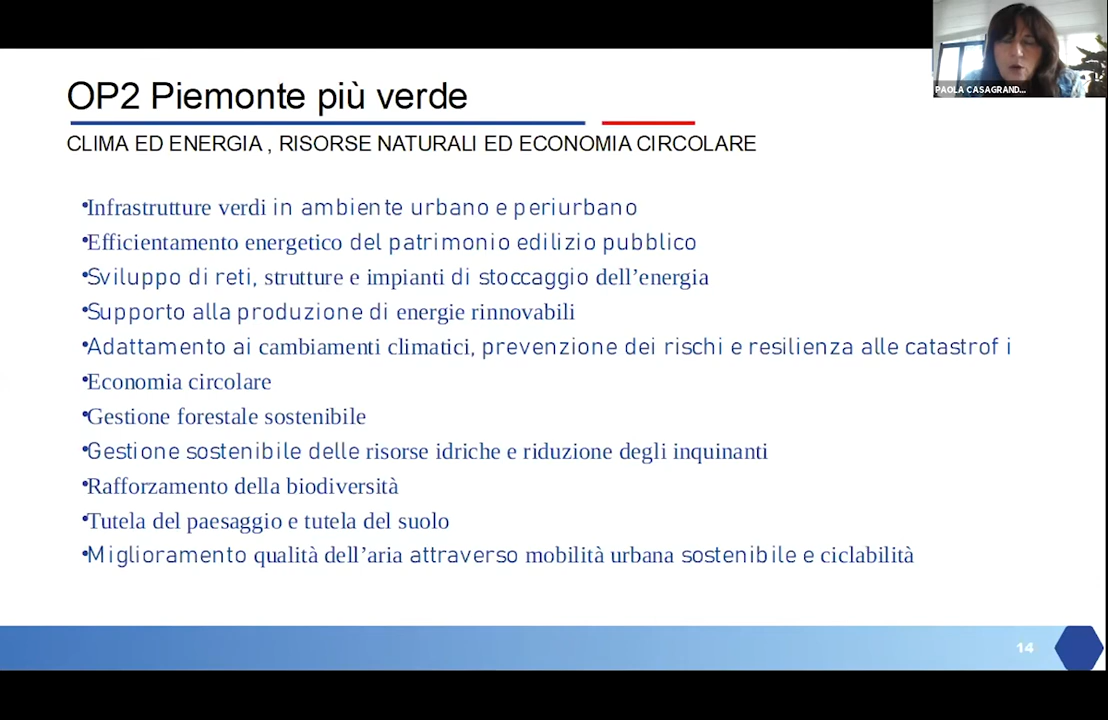 PAOLA CASAGRAND...
OP2 Piemonte più verde
CLIMA ED ENERGIA , RISORSE NATURALI ED ECONOMIA CIRCOLARE
•Infrastrutture verdi in ambiente urbano e periurbano
•Efficientamento energetico del patrimonio edilizio pubblico
•Sviluppo di reti, strutture e impianti di stoccaggio dell’energia
•Supporto alla produzione di energie rinnovabili
•Adattamento ai cambiamenti climatici, prevenzione dei rischi e resilienza alle catastrof i
•Economia circolare
•Gestione forestale sostenibile
•Gestione sostenibile delle risorse idriche e riduzione degli inquinanti
•Rafforzamento della biodiversità
•Tutela del paesaggio e tutela del suolo
•Miglioramento qualità dell’aria attraverso mobilità urbana sostenibile e ciclabilità
14